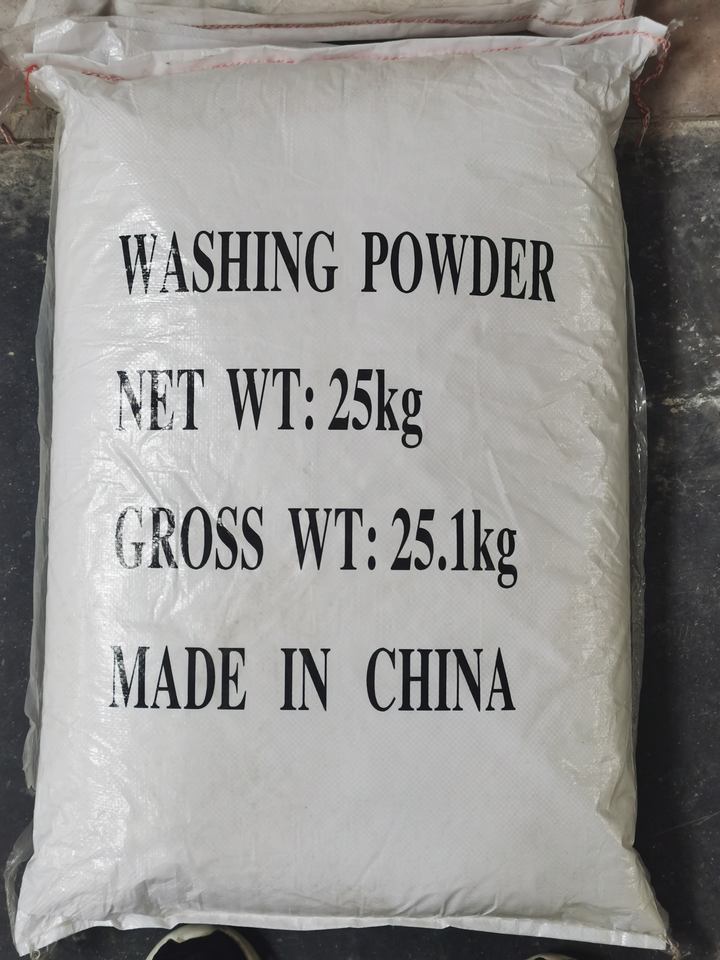 WASHING POWDER
NET WT: 25kg
GROSS WT: 25.1kg
MADE IN CHINA